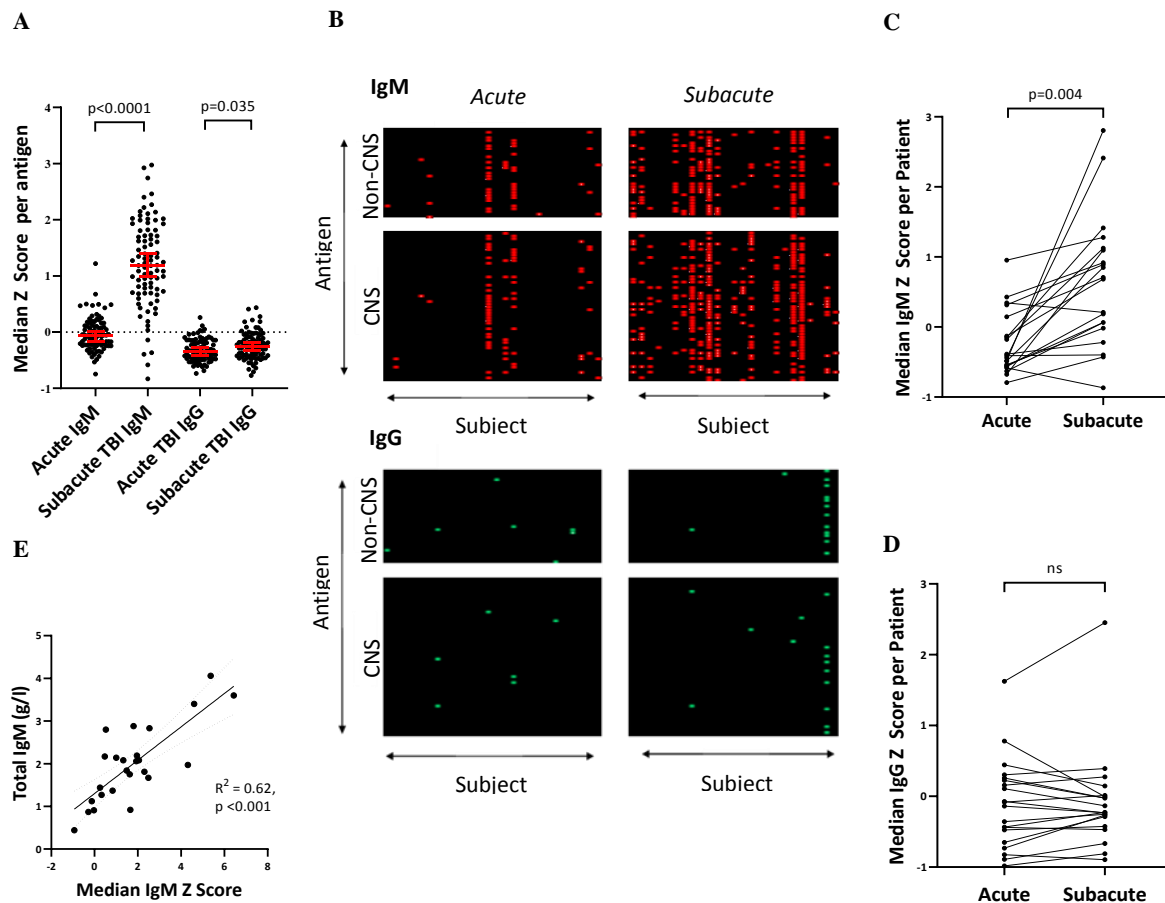 A
Median Z Score per antigen
4
3
2
1
0
-1
p<0.0001
p=0.035
Acute IgM
Subacute TBI IgM
Acute TBI IgG
Subacute TBI IgG
B
IgM
Acute
Subacute
Antigen
Non-CNS
CNS
Subject
Subject
IgG
Antigen
Non-CNS
CNS
Subject
Subject
C
p=0.004
Median IgM Z Score per Patient
3
2
1
0
-1
Acute
Subacute
D
ns
Median IgG Z Score per Patient
3
2
1
0
-1
Acute
Subacute
E
Total IgM (g/l)
5
4
3
2
1
0
R² = 0.62,
p <0.001
-2 0 2 4 6 8
Median IgM Z Score